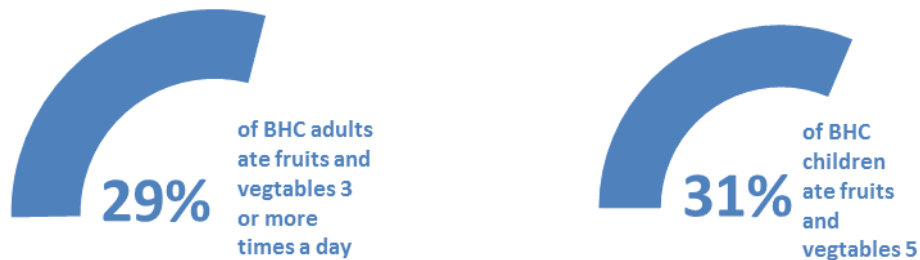 29%
of BHC adults
ate fruits and
vegtables 3
or more
times a day
31%
of BHC
children
ate fruits
and
vegtables 5